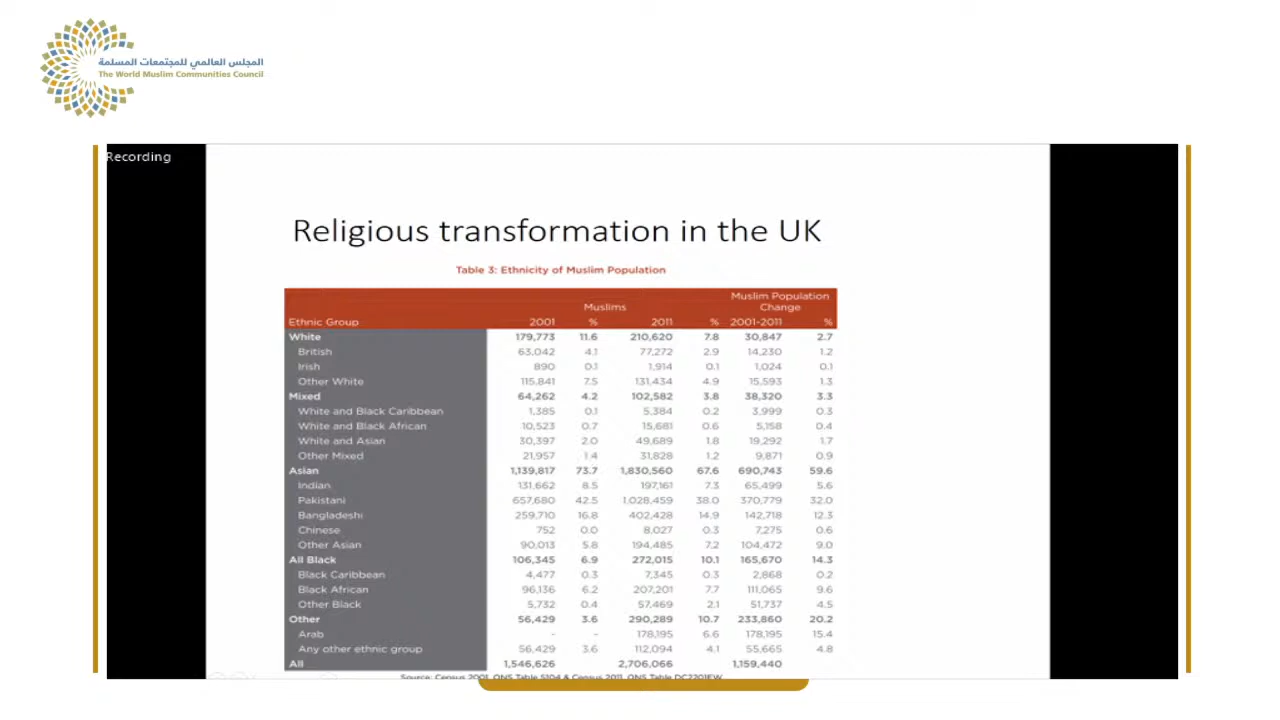 المجلس العالمي للمجتمعات المسلمة
The World Muslim Communities Council
Recording
Religious transformation in the UK
Table 3: Ethnicity of Muslim Population
Muslims Muslim Population Change
Ethnic Group 2001 % 2011 % 2001-2011 %
White 179,773 11.6 210,620 7.8 30,847 2.7
British 63,042 4.1 77,272 2.9 14,230 1.2
Irish 890 0.1 1,914 0.1 1,024 0.1
Other White 115,841 7.5 131,434 4.9 15,593 1.3
Mixed 64,262 4.2 102,582 3.8 38,320 3.3
White and Black Caribbean 1,385 0.1 5,384 0.2 3,999 0.3
White and Black African 10,523 0.7 15,681 0.6 5,158 0.4
White and Asian 30,397 2.0 49,689 1.8 19,292 1.7
Other Mixed 21,957 1.4 31,828 1.2 9,871 0.9
Asian 1,139,817 73.7 1,830,560 67.6 690,743 59.6
Indian 131,662 8.5 197,161 7.3 65,499 5.6
Pakistani 657,680 42.5 1,028,459 38.0 370,779 32.0
Bangladeshi 259,710 16.8 402,428 14.9 142,718 12.3
Chinese 752 0.0 8,027 0.3 7,275 0.6
Other Asian 90,013 5.8 194,485 7.2 104,472 9.0
All Black 106,345 6.9 272,015 10.1 165,670 14.3
Black Caribbean 4,477 0.3 7,345 0.3 2,868 0.2
Black African 96,136 6.2 207,201 7.7 111,065 9.6
Other Black 5,732 0.4 57,469 2.1 51,737 4.5
Other 56,429 3.6 290,289 10.7 233,860 20.2
Arab - - 178,195 6.6 178,195 15.4
Any other ethnic group 56,429 3.6 112,094 4.1 55,665 4.8
All 1,546,626 2,706,066 1,159,440
Source: Census 2001, ONS Table S104 & Census 2011, ONS Table DC2201EW